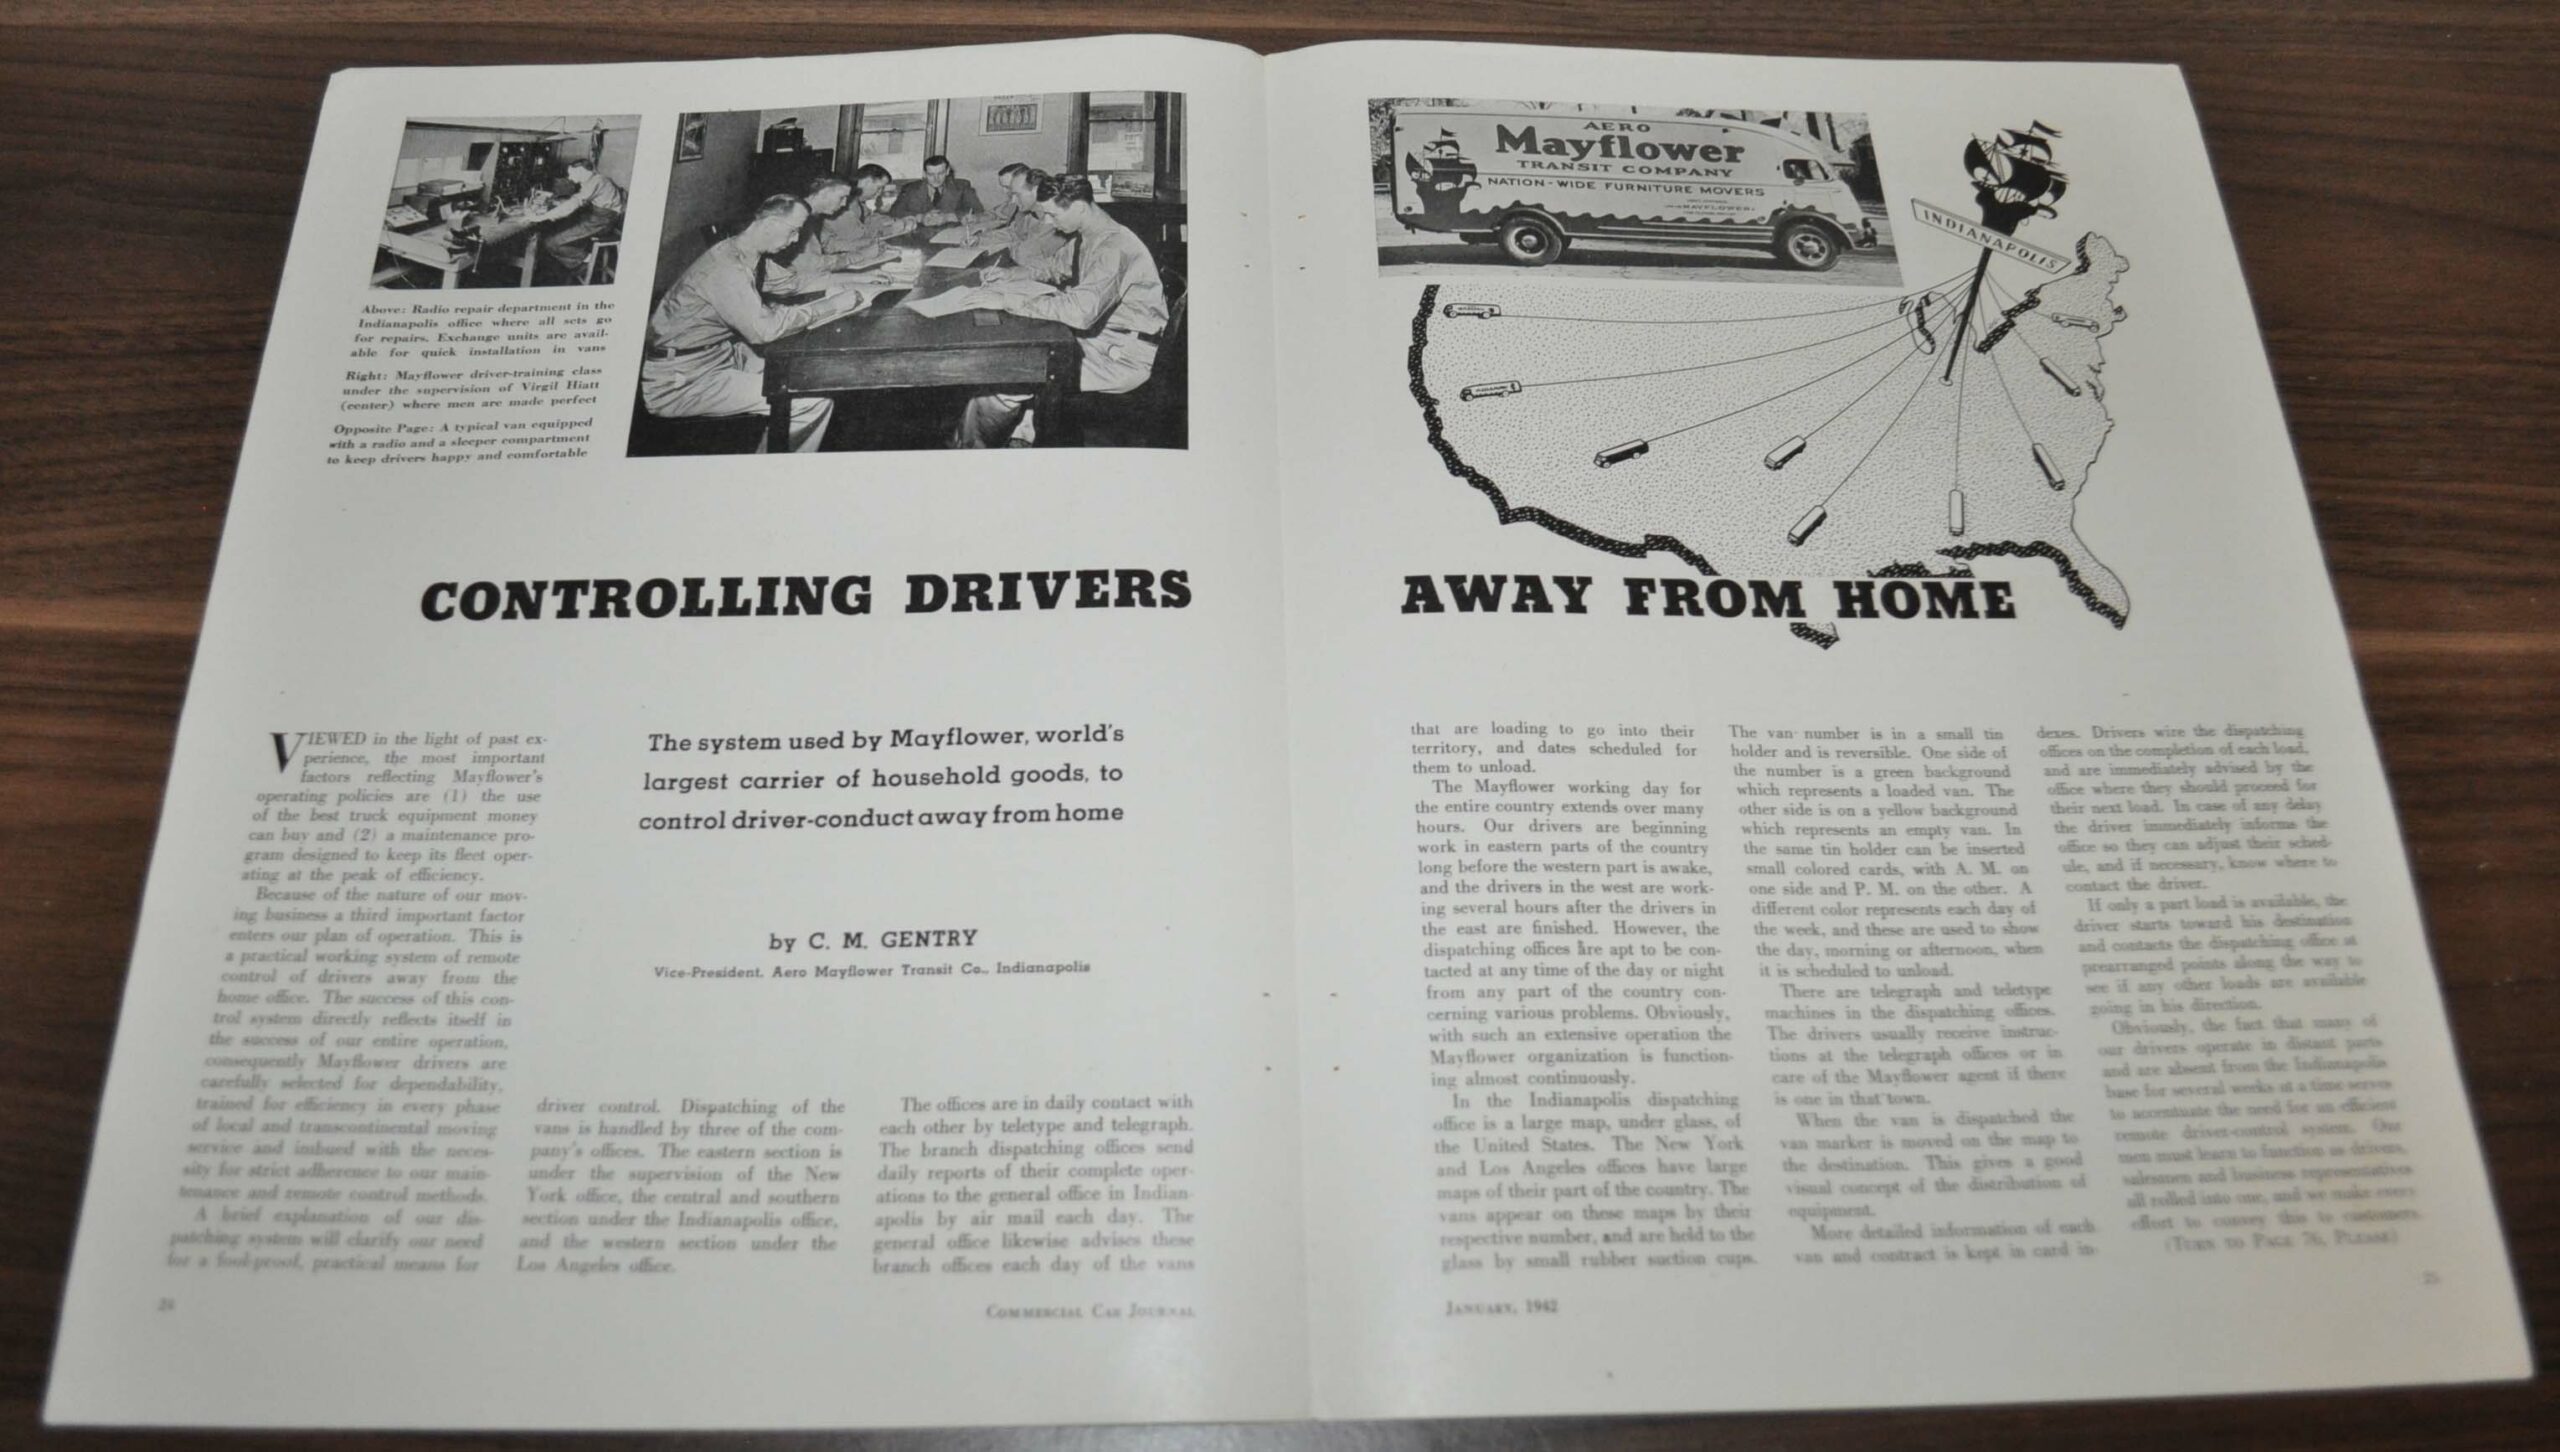 Above: Radio repair department in the
Indianapolis office where all sets go
for repairs. Exchange units are avail-
able for quick installation in vans
Right: Mayflower driver-training class
under the supervision of Virgil Hiatt
(center) where men are made perfect
Opposite Page: A typical van equipped
with a radio and a sleeper compartment
to keep drivers happy and comfortable
CONTROLLING DRIVERS
VIEWED in the light of past ex-
perience, the most important
factors reflecting Mayflower's
operating policies are (1) the use
of the best truck equipment money
can buy and (2) a maintenance pro-
gram designed to keep its fleet oper-
ating at the peak of efficiency.
Because of the nature of our mov-
ing business a third important factor
enters our plan of operation. This is
a practical working system of remote
control of drivers away from the
home office. The success of this con-
trol system directly reflects itself in
the success of our entire operation,
consequently Mayflower drivers are
carefully selected for dependability,
trained for efficiency in every phase
of local and transcontinental moving
service and imbued with the neces-
sity for strict adherence to our main-
tenance and remote control methods.
A brief explanation of our dis-
patching system will clarify our need
for a fool-proof, practical means for
The system used by Mayflower, world's
largest carrier of household goods, to
control driver-conduct away from home
by C. M. GENTRY
Vice-President, Aero Mayflower Transit Co., Indianapolis
driver control. Dispatching of the
vans is handled by three of the com-
pany's offices. The eastern section is
under the supervision of the New
York office, the central and southern
section under the Indianapolis office,
and the western section under the
Los Angeles office.
The offices are in daily contact with
each other by teletype and telegraph.
The branch dispatching offices send
daily reports of their complete oper-
ations to the general office in Indian-
apolis by air mail each day. The
general office likewise advises these
branch offices each day of the vans
24
COMMERCIAL CAR JOURNAL
AERO
Mayflower
TRANSIT COMPANY
NATION-WIDE FURNITURE MOVERS
INDIANAPOLIS
AWAY FROM HOME
that are loading to go into their
territory, and dates scheduled for
them to unload.
The Mayflower working day for
the entire country extends over many
hours. Our drivers are beginning
work in eastern parts of the country
long before the western part is awake,
and the drivers in the west are work-
ing several hours after the drivers in
the east are finished. However, the
dispatching offices are apt to be con-
tacted at any time of the day or night
from any part of the country con-
cerning various problems. Obviously,
with such an extensive operation the
Mayflower organization is function-
ing almost continuously.
In the Indianapolis dispatching
office is a large map, under glass, of
the United States. The New York
and Los Angeles offices have large
maps of their part of the country. The
vans appear on these maps by their
respective number, and are held to the
glass by small rubber suction cups.
The van number is in a small tin
holder and is reversible. One side of
the number is a green background
which represents a loaded van. The
other side is on a yellow background
which represents an empty van. In
the same tin holder can be inserted
small colored cards, with A. M. on
one side and P. M. on the other. A
different color represents each day of
the week, and these are used to show
the day, morning or afternoon, when
it is scheduled to unload.
There are telegraph and teletype
machines in the dispatching offices.
The drivers usually receive instruc-
tions at the telegraph offices or in
care of the Mayflower agent if there
is one in that town.
When the van is dispatched the
van marker is moved on the map to
the destination. This gives a good
visual concept of the distribution of
equipment.
More detailed information of each
van and contract is kept in card in-
dexes. Drivers wire the dispatching
offices on the completion of each load,
and are immediately advised by the
office where they should proceed for
their next load. In case of any delay
the driver immediately informs the
office so they can adjust their sched-
ule, and if necessary, know where to
contact the driver.
If only a part load is available, the
driver starts toward his destination
and contacts the dispatching office at
prearranged points along the way to
see if any other loads are available
going in his direction.
Obviously, the fact that many of
our drivers operate in distant parts
and are absent from the Indianapolis
base for several weeks at a time serves
to accentuate the need for an efficient
remote driver-control system. Our
men must learn to function as drivers,
salesmen and business representatives
all rolled into one, and we make every
effort to convey this to customers.
(TURN TO PAGE 76, PLEASE)
JANUARY, 1942
25